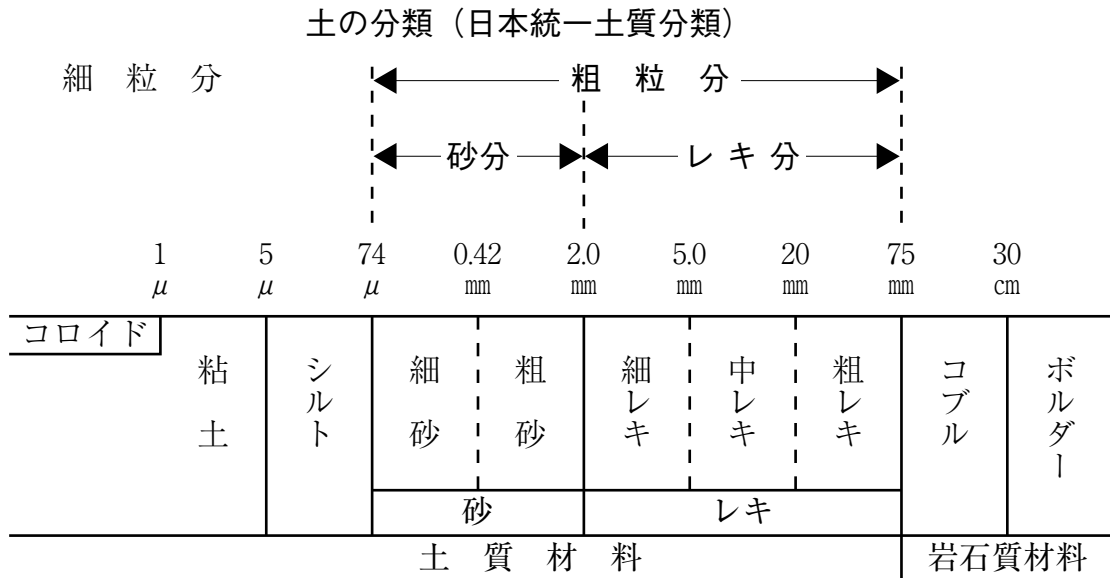 土の分類（日本統一土質分類）
細 粒 分 粗 粒 分
砂分 レ キ 分
1 5 74 0.42 2.0 5.0 20 75 30
μ μ μ mm mm mm mm mm cm
コロイド
粘土
シルト
細砂
粗砂
細レキ
中レキ
粗レキ
コブル
ボルダー
砂 レキ
土 質 材 料 岩石質材料